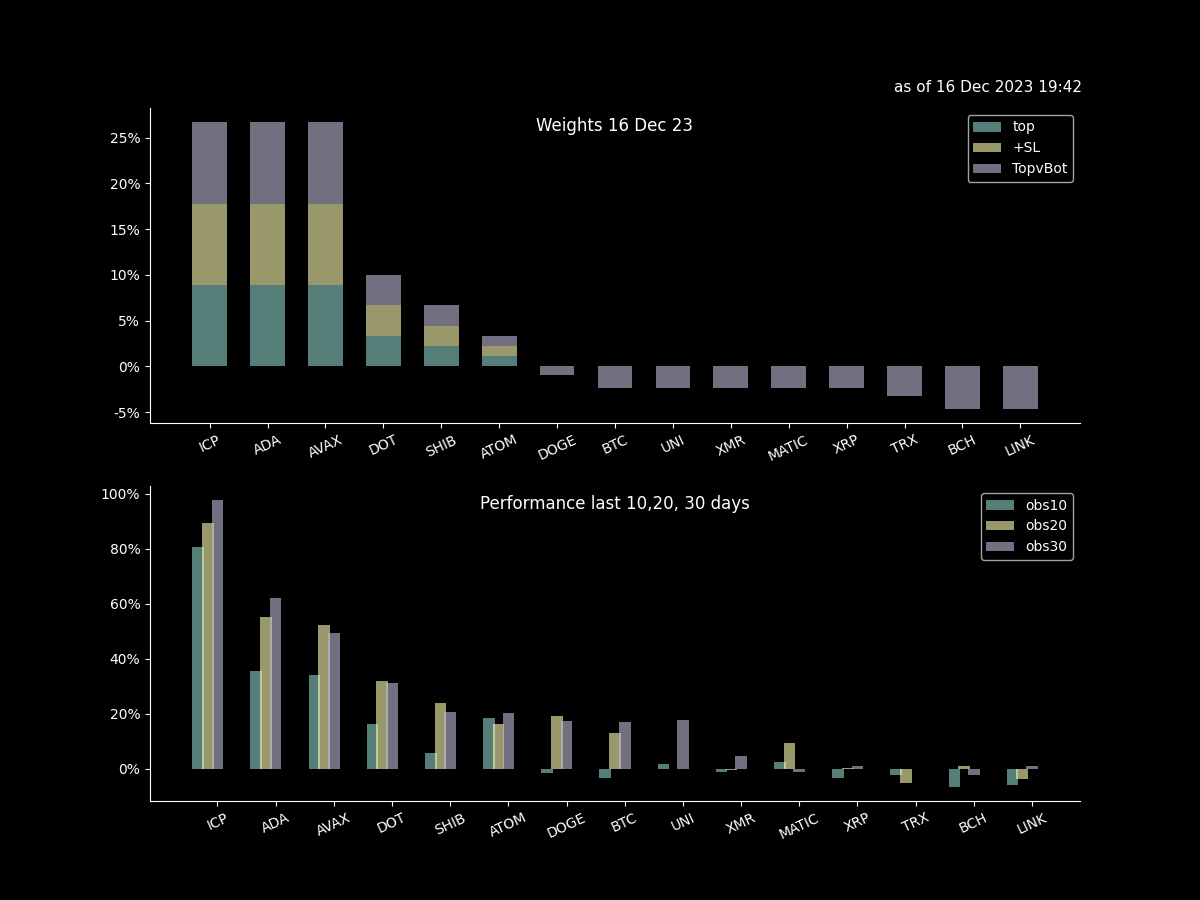 as of 16 Dec 2023 19:42
Weights 16 Dec 23
top
+SL
TopvBot
25%
20%
15%
10%
5%
0%
-5%
ICP ADA AVAX DOT SHIB ATOM DOGE BTC UNI XMR MATIC XRP TRX BCH LINK
Performance last 10,20, 30 days
obs10
obs20
obs30
100%
80%
60%
40%
20%
0%
ICP ADA AVAX DOT SHIB ATOM DOGE BTC UNI XMR MATIC XRP TRX BCH LINK